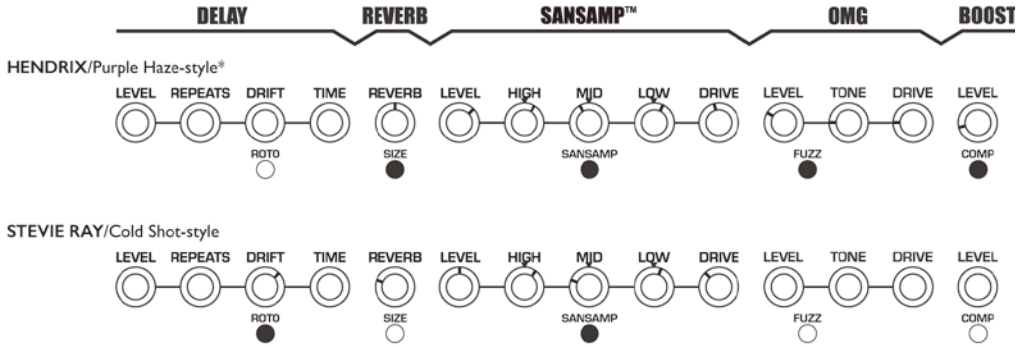 DELAY REVERB SANSAMP™ OMG BOOST
HENDRIX/Purple Haze-style*
LEVEL REPEATS DRIFT TIME REVERB LEVEL HIGH MID LOW DRIVE LEVEL TONE DRIVE LEVEL
ROTO SIZE SANSAMP FUZZ COMP
STEVIE RAY/Cold Shot-style
LEVEL REPEATS DRIFT TIME REVERB LEVEL HIGH MID LOW DRIVE LEVEL TONE DRIVE LEVEL
ROTO SIZE SANSAMP FUZZ COMP